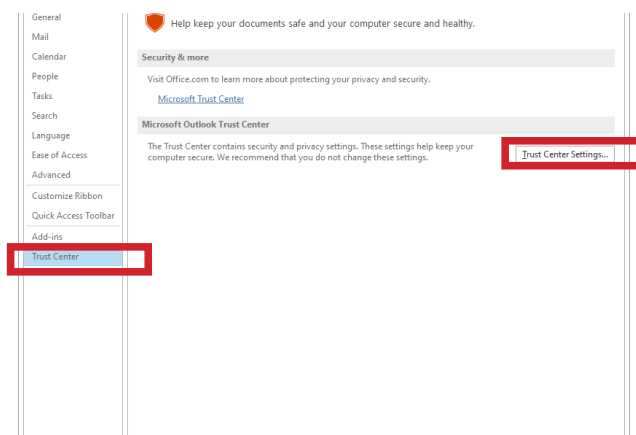 General
Mail
Calendar
People
Tasks
Search
Language
Ease of Access
Advanced
Customize Ribbon
Quick Access Toolbar
Add-ins
Trust Center
Help keep your documents safe and your computer secure and healthy.
Security & more
Visit Office.com to learn more about protecting your privacy and security.
Microsoft Trust Center
Microsoft Outlook Trust Center
The Trust Center contains security and privacy settings. These settings help keep your
computer secure. We recommend that you do not change these settings.
Trust Center Settings...